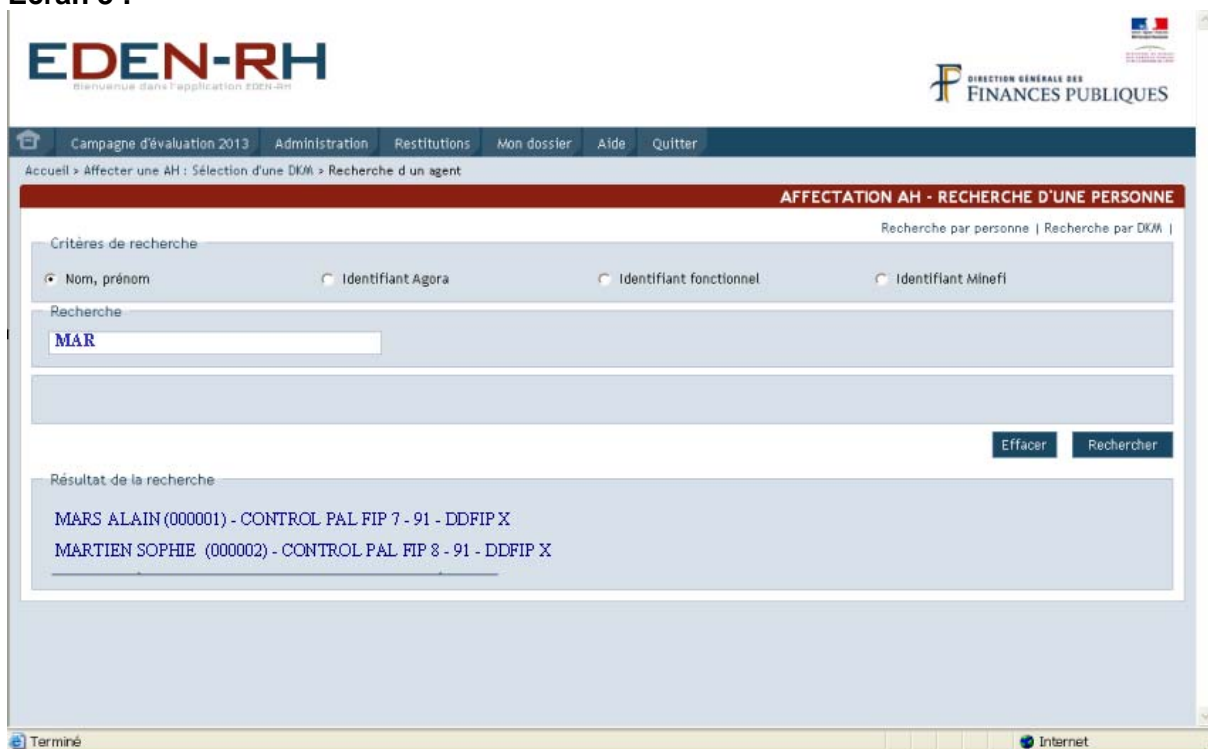 EDEN-RH
Bienvenue dans l'application EDEN-RH
DIRECTION GÉNÉRALE DES
FINANCES PUBLIQUES
Campagne d'évaluation 2013 Administration Restitutions Mon dossier Aide Quitter
Accueil > Affecter une AH : Sélection d'une DKM > Recherche d un agent
AFFECTATION AH - RECHERCHE D'UNE PERSONNE
Recherche par personne | Recherche par DKM |
Critères de recherche
Nom, prénom Identifiant Agora Identifiant fonctionnel Identifiant Minefi
Recherche
MAR
Effacer Rechercher
Résultat de la recherche
MARS ALAIN (000001) - CONTROL PAL FIP 7 - 91 - DDFIP X
MARTIEN SOPHIE (000002) - CONTROL PAL FIP 8 - 91 - DDFIP X
Terminé Internet